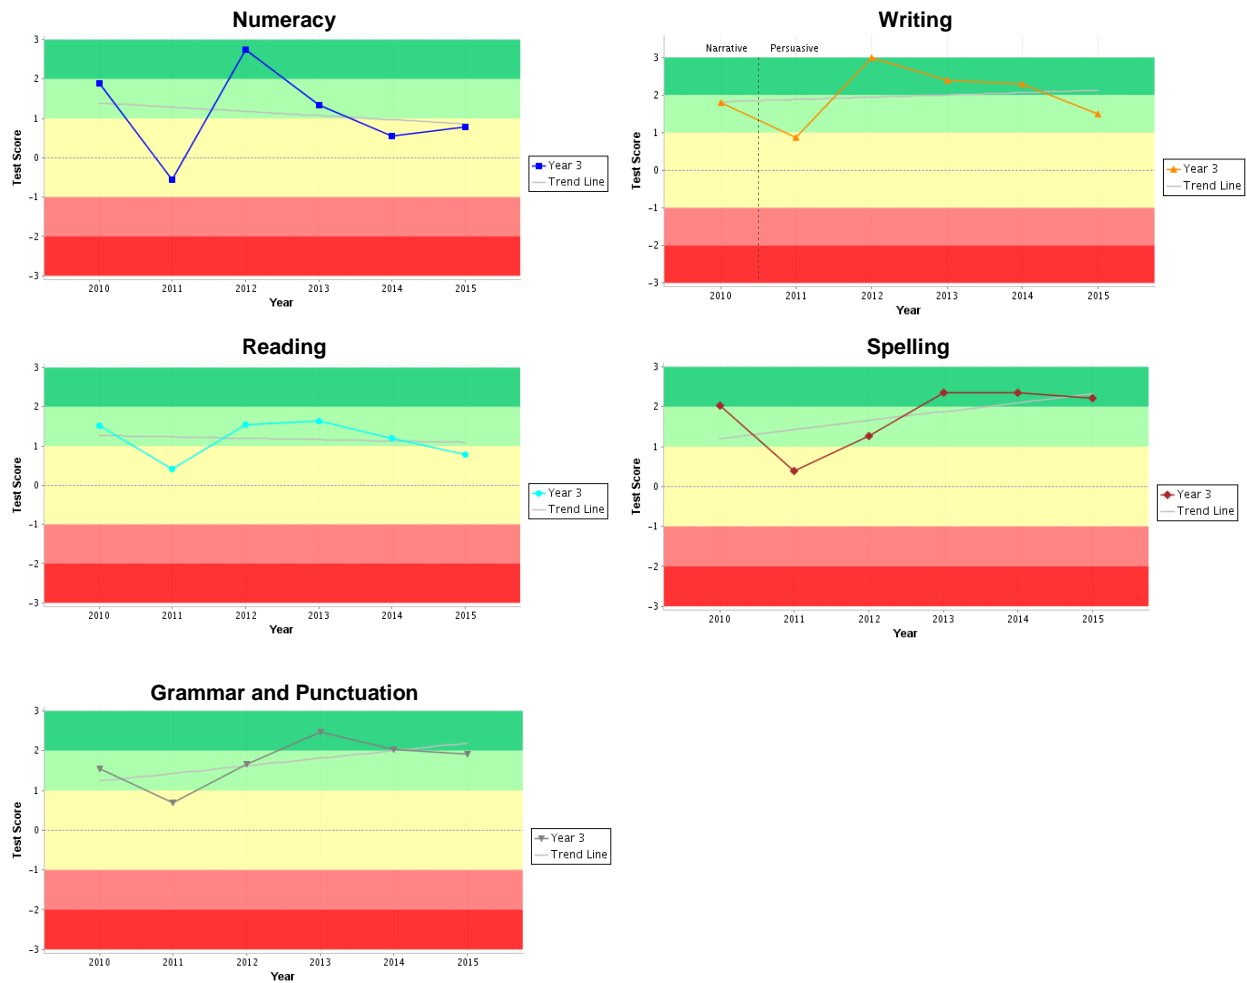 Numeracy
3
2
1
0
-1
-2
-3
Test Score
2010 2011 2012 2013 2014 2015
Year
Year 3
Trend Line
Writing
Narrative Persuasive
3
2
1
0
-1
-2
-3
Test Score
2010 2011 2012 2013 2014 2015
Year
Year 3
Trend Line
Reading
3
2
1
0
-1
-2
-3
Test Score
2010 2011 2012 2013 2014 2015
Year
Year 3
Trend Line
Spelling
3
2
1
0
-1
-2
-3
Test Score
2010 2011 2012 2013 2014 2015
Year
Year 3
Trend Line
Grammar and Punctuation
3
2
1
0
-1
-2
-3
Test Score
2010 2011 2012 2013 2014 2015
Year
Year 3
Trend Line